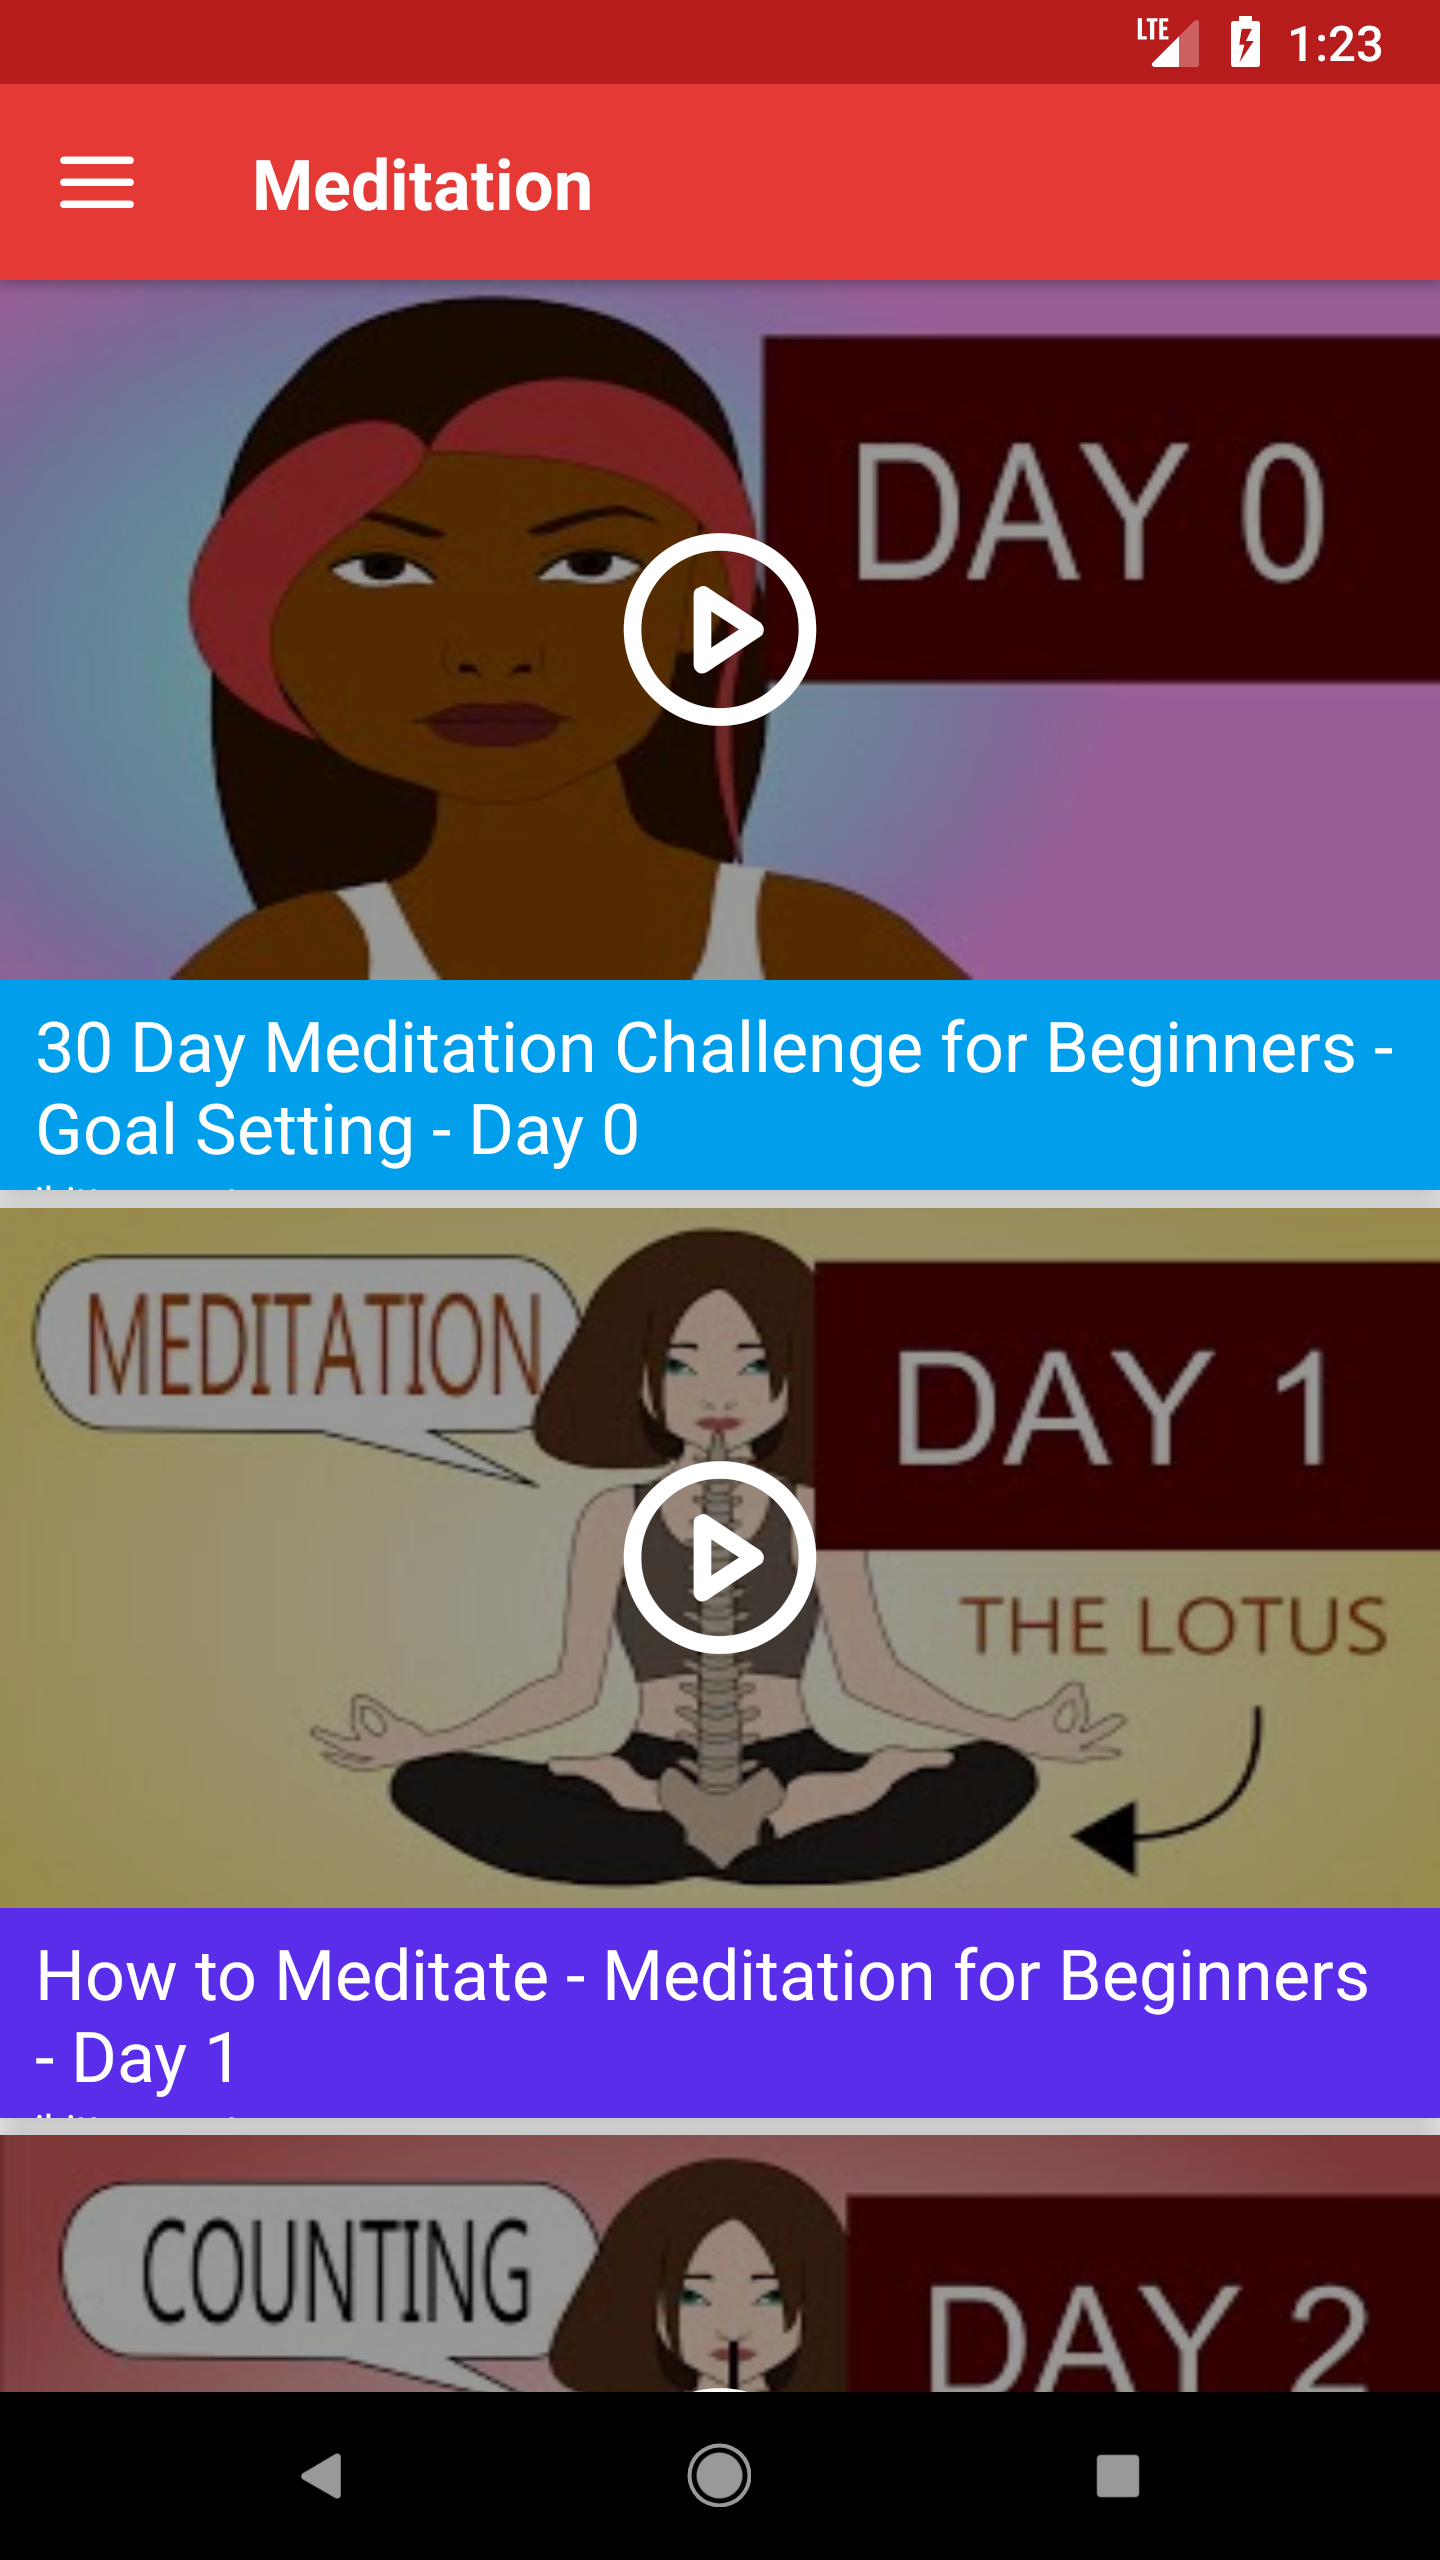 LTE 1:23
Meditation
DAY 0
30 Day Meditation Challenge for Beginners -
Goal Setting - Day 0
MEDITATION
DAY 1
THE LOTUS
How to Meditate - Meditation for Beginners
- Day 1
COUNTING
DAY 2